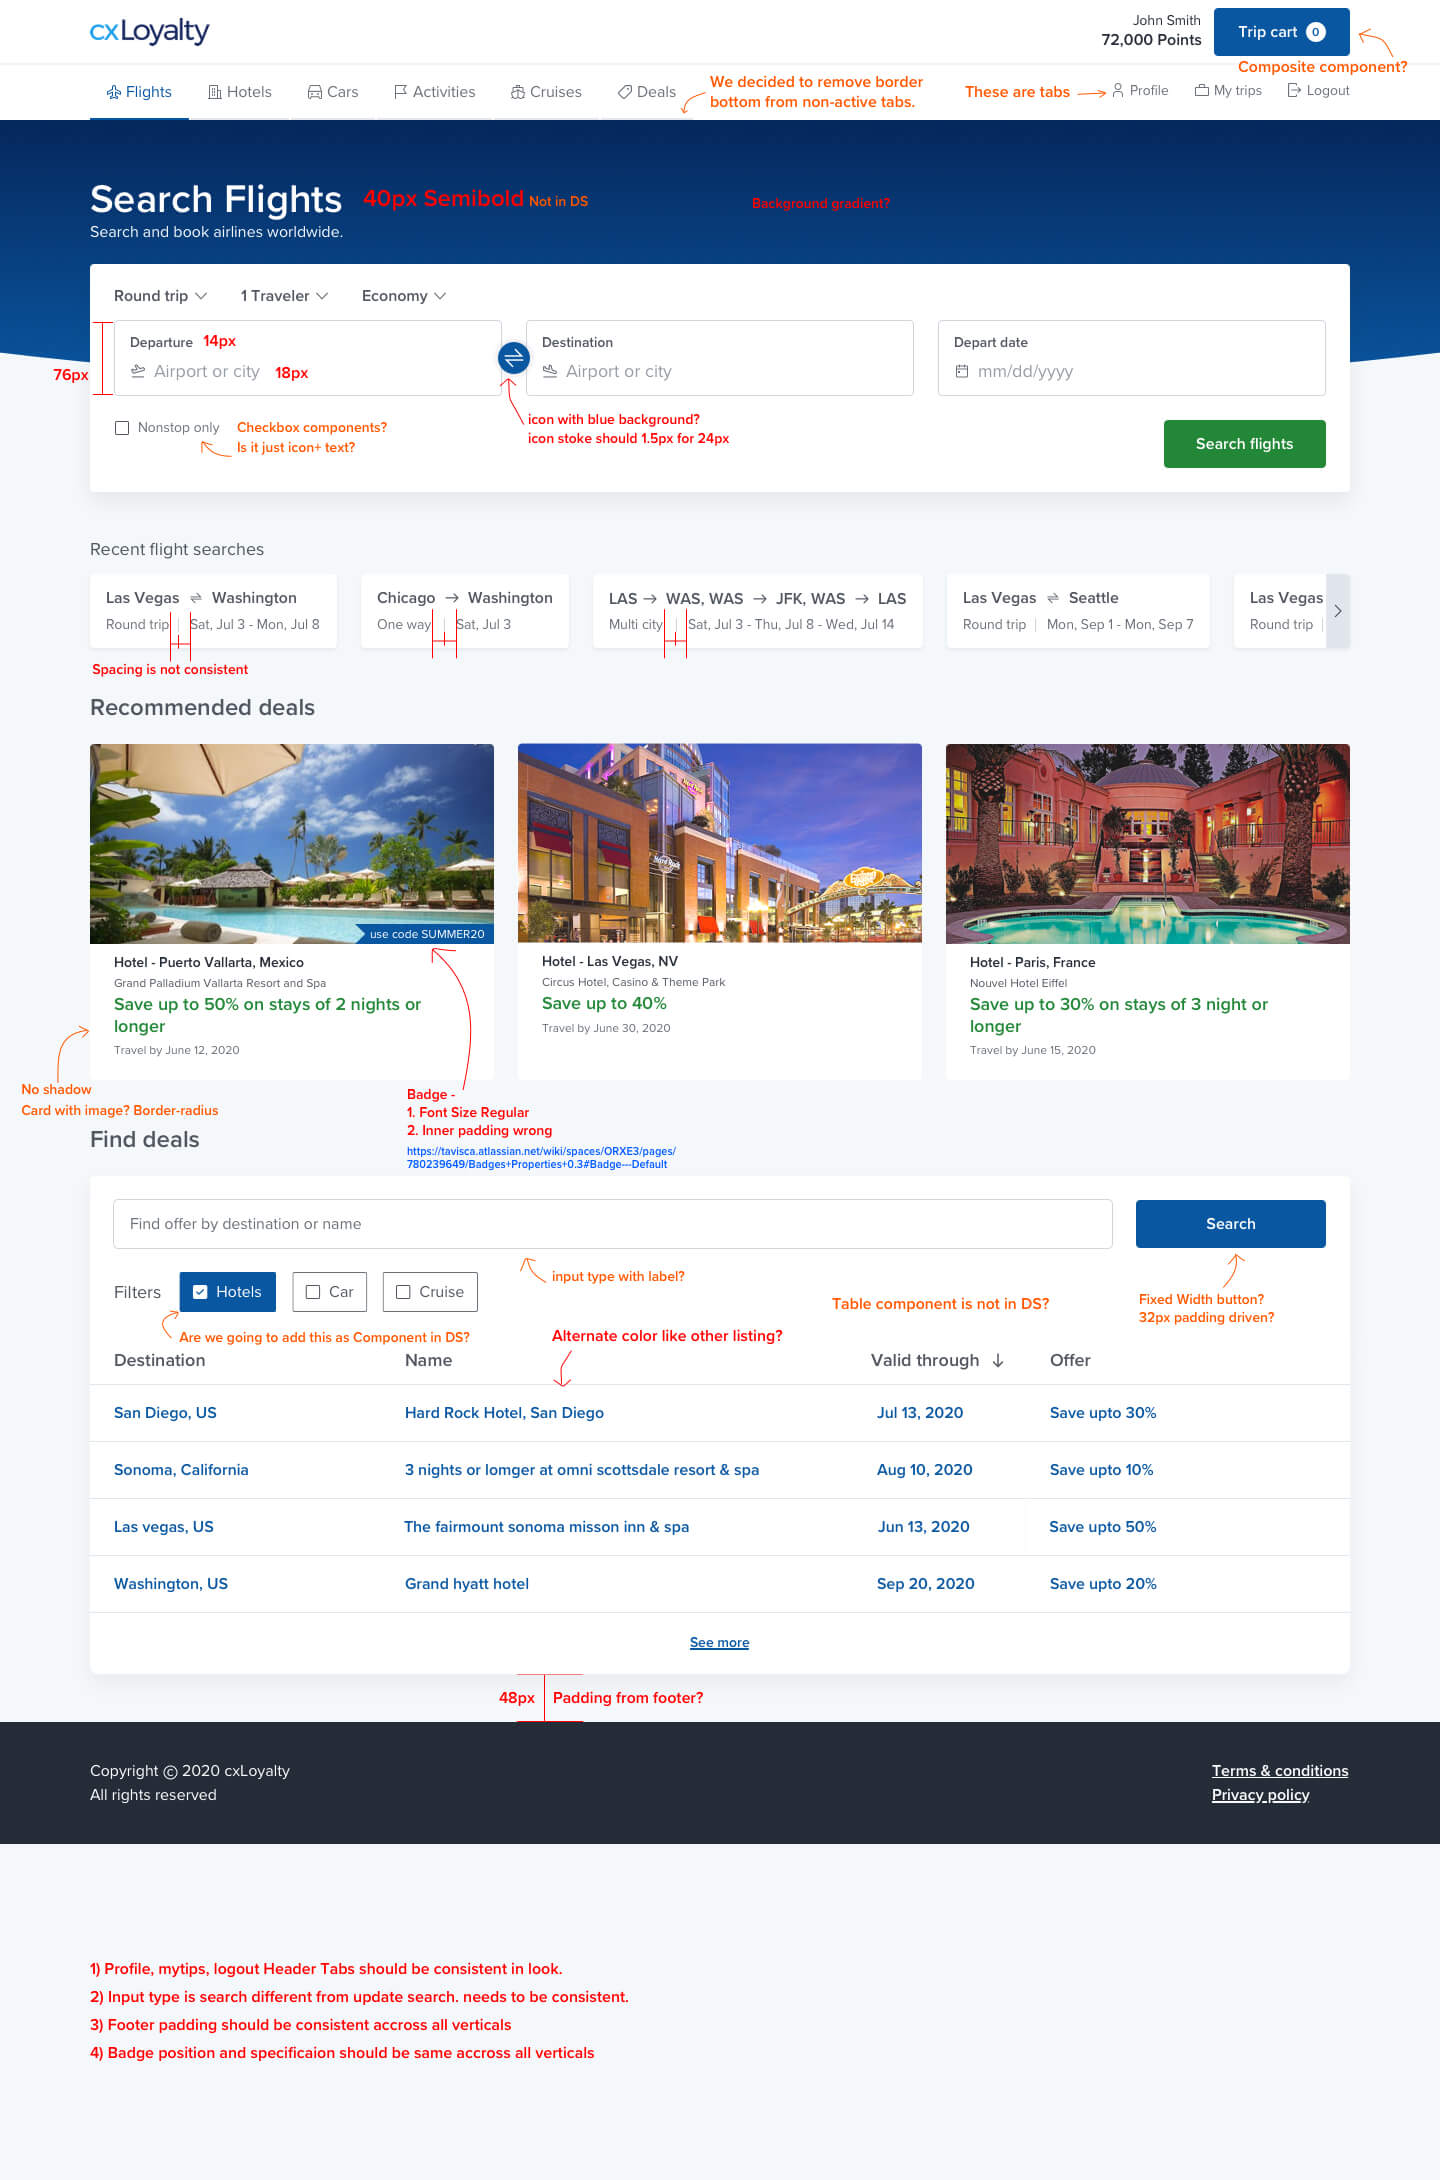 cxLoyalty
John Smith
72,000 Points
Trip cart 0
Composite component?
Flights
Hotels
Cars
Activities
Cruises
Deals
We decided to remove border
bottom from non-active tabs.
These are tabs
Profile
My trips
Logout
Search Flights
40px Semibold Not in DS
Background gradient?
Search and book airlines worldwide.
Round trip
1 Traveler
Economy
Departure 14px
Airport or city 18px
76px
Destination
Airport or city
Depart date
mm/dd/yyyy
Nonstop only
Checkbox components?
Is it just icon+ text?
icon with blue background?
icon stoke should 1.5px for 24px
Search flights
Recent flight searches
Las Vegas Washington
Round trip Sat, Jul 3 - Mon, Jul 8
Chicago Washington
One way Sat, Jul 3
LAS → WAS, WAS → JFK, WAS → LAS
Multi city Sat, Jul 3 - Thu, Jul 8 - Wed, Jul 14
Las Vegas Seattle
Round trip Mon, Sep 1 - Mon, Sep 7
Las Vegas
Round trip
Spacing is not consistent
Recommended deals
Hard Rock
use code SUMMER20
Hotel - Puerto Vallarta, Mexico
Grand Palladium Vallarta Resort and Spa
Save up to 50% on stays of 2 nights or
longer
Travel by June 12, 2020
Hotel - Las Vegas, NV
Circus Hotel, Casino & Theme Park
Save up to 40%
Travel by June 30, 2020
Hotel - Paris, France
Nouvel Hotel Eiffel
Save up to 30% on stays of 3 night or
longer
Travel by June 15, 2020
No shadow
Card with image? Border-radius
Badge -
1. Font Size Regular
2. Inner padding wrong
https://tavisca.atlassian.net/wiki/spaces/ORXE3/pages/
780239649/Badges+Properties+0.3#Badge---Default
Find deals
Find offer by destination or name
Search
input type with label?
Fixed Width button?
32px padding driven?
Filters
Hotels
Car
Cruise
Are we going to add this as Component in DS?
Table component is not in DS?
Alternate color like other listing?
Destination Name Valid through Offer
San Diego, US Hard Rock Hotel, San Diego Jul 13, 2020 Save upto 30%
Sonoma, California 3 nights or lomger at omni scottsdale resort & spa Aug 10, 2020 Save upto 10%
Las vegas, US The fairmount sonoma misson inn & spa Jun 13, 2020 Save upto 50%
Washington, US Grand hyatt hotel Sep 20, 2020 Save upto 20%
See more
48px Padding from footer?
Copyright © 2020 cxLoyalty
All rights reserved
Terms & conditions
Privacy policy
1) Profile, mytips, logout Header Tabs should be consistent in look.
2) Input type is search different from update search. needs to be consistent.
3) Footer padding should be consistent accross all verticals
4) Badge position and specificaion should be same accross all verticals